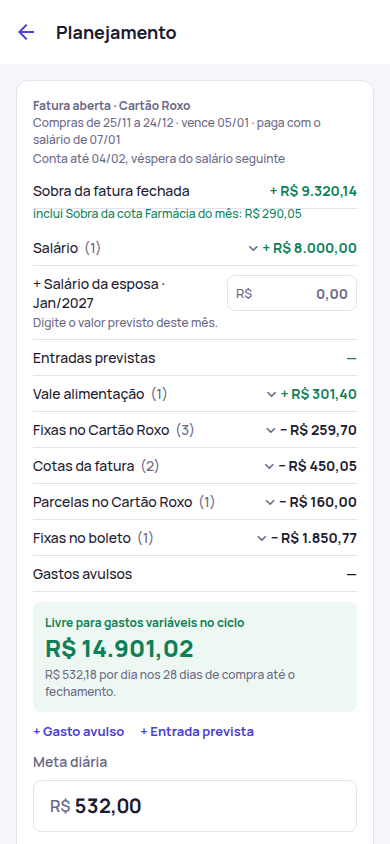 Planejamento
Fatura aberta · Cartão Roxo
Compras de 25/11 a 24/12 · vence 05/01 · paga com o
salário de 07/01
Conta até 04/02, véspera do salário seguinte
Sobra da fatura fechada + R$ 9.320,14
inclui Sobra da cota Farmácia do mês: R$ 290,05
Salário (1) + R$ 8.000,00
+ Salário da esposa ·
Jan/2027
R$ 0,00
Digite o valor previsto deste mês.
Entradas previstas —
Vale alimentação (1) + R$ 301,40
Fixas no Cartão Roxo (3) − R$ 259,70
Cotas da fatura (2) − R$ 450,05
Parcelas no Cartão Roxo (1) − R$ 160,00
Fixas no boleto (1) − R$ 1.850,77
Gastos avulsos —
Livre para gastos variáveis no ciclo
R$ 14.901,02
R$ 532,18 por dia nos 28 dias de compra até o
fechamento.
+ Gasto avulso + Entrada prevista
Meta diária
R$ 532,00